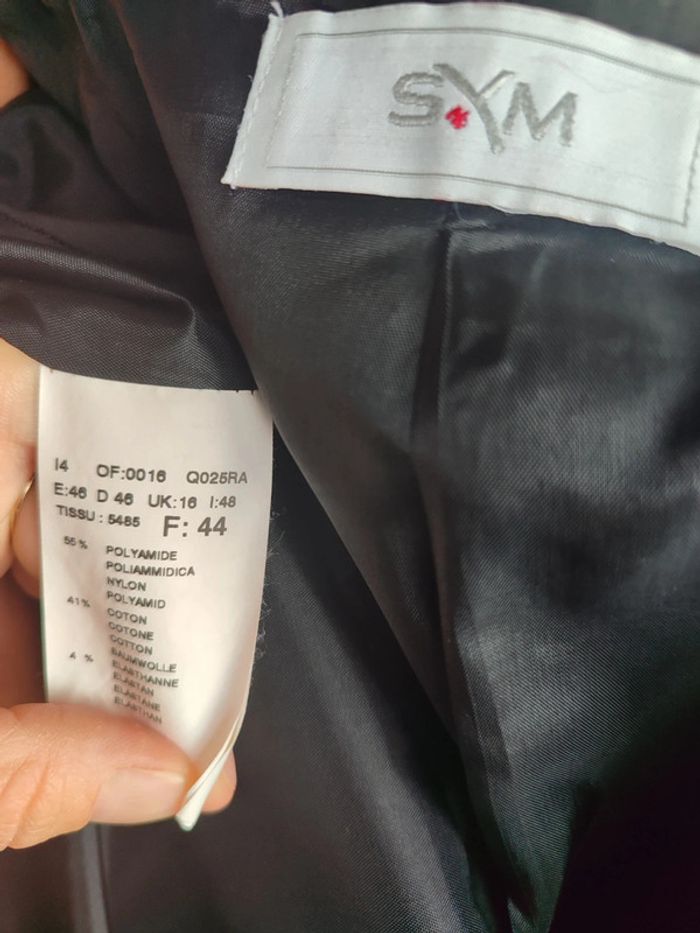 S.YM
I4 OF:0016 Q025RA
E:46 D 46 UK:16 I:48
TISSU : 5485 F: 44
55 % POLYAMIDE
POLIAMMIDICA
NYLON
POLYAMID
41% COTON
COTONE
COTTON
BAUMWOLLE
4 % ELASTHANNE
ELASTAN
ELASTANE
ELASTHAN